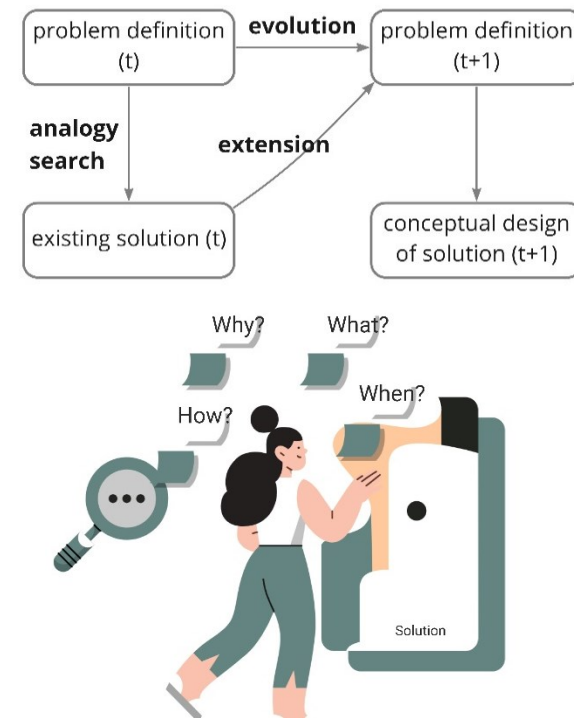 problem definition
(t)
evolution
problem definition
(t+1)
analogy
search
extension
existing solution (t)
conceptual design
of solution (t+1)
Why?
What?
When?
How?
Solution